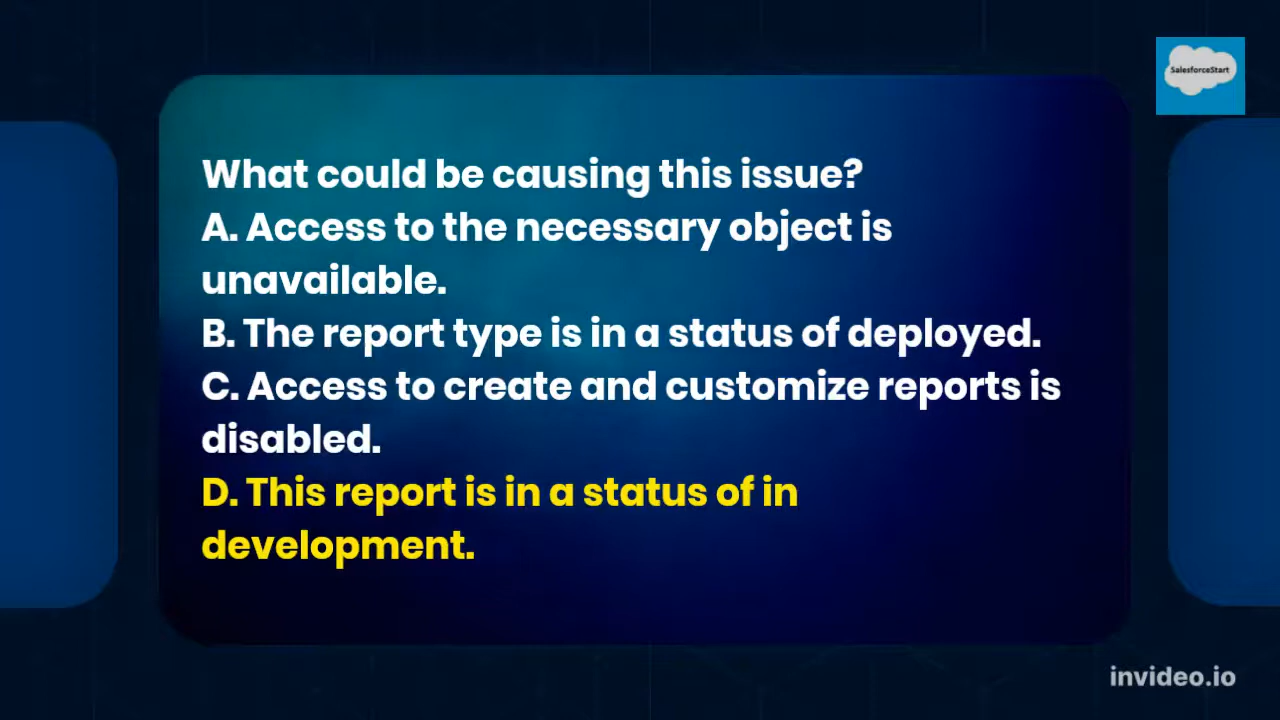 SalesforceStart
What could be causing this issue?
A. Access to the necessary object is
unavailable.
B. The report type is in a status of deployed.
C. Access to create and customize reports is
disabled.
D. This report is in a status of in
development.
invideo.io